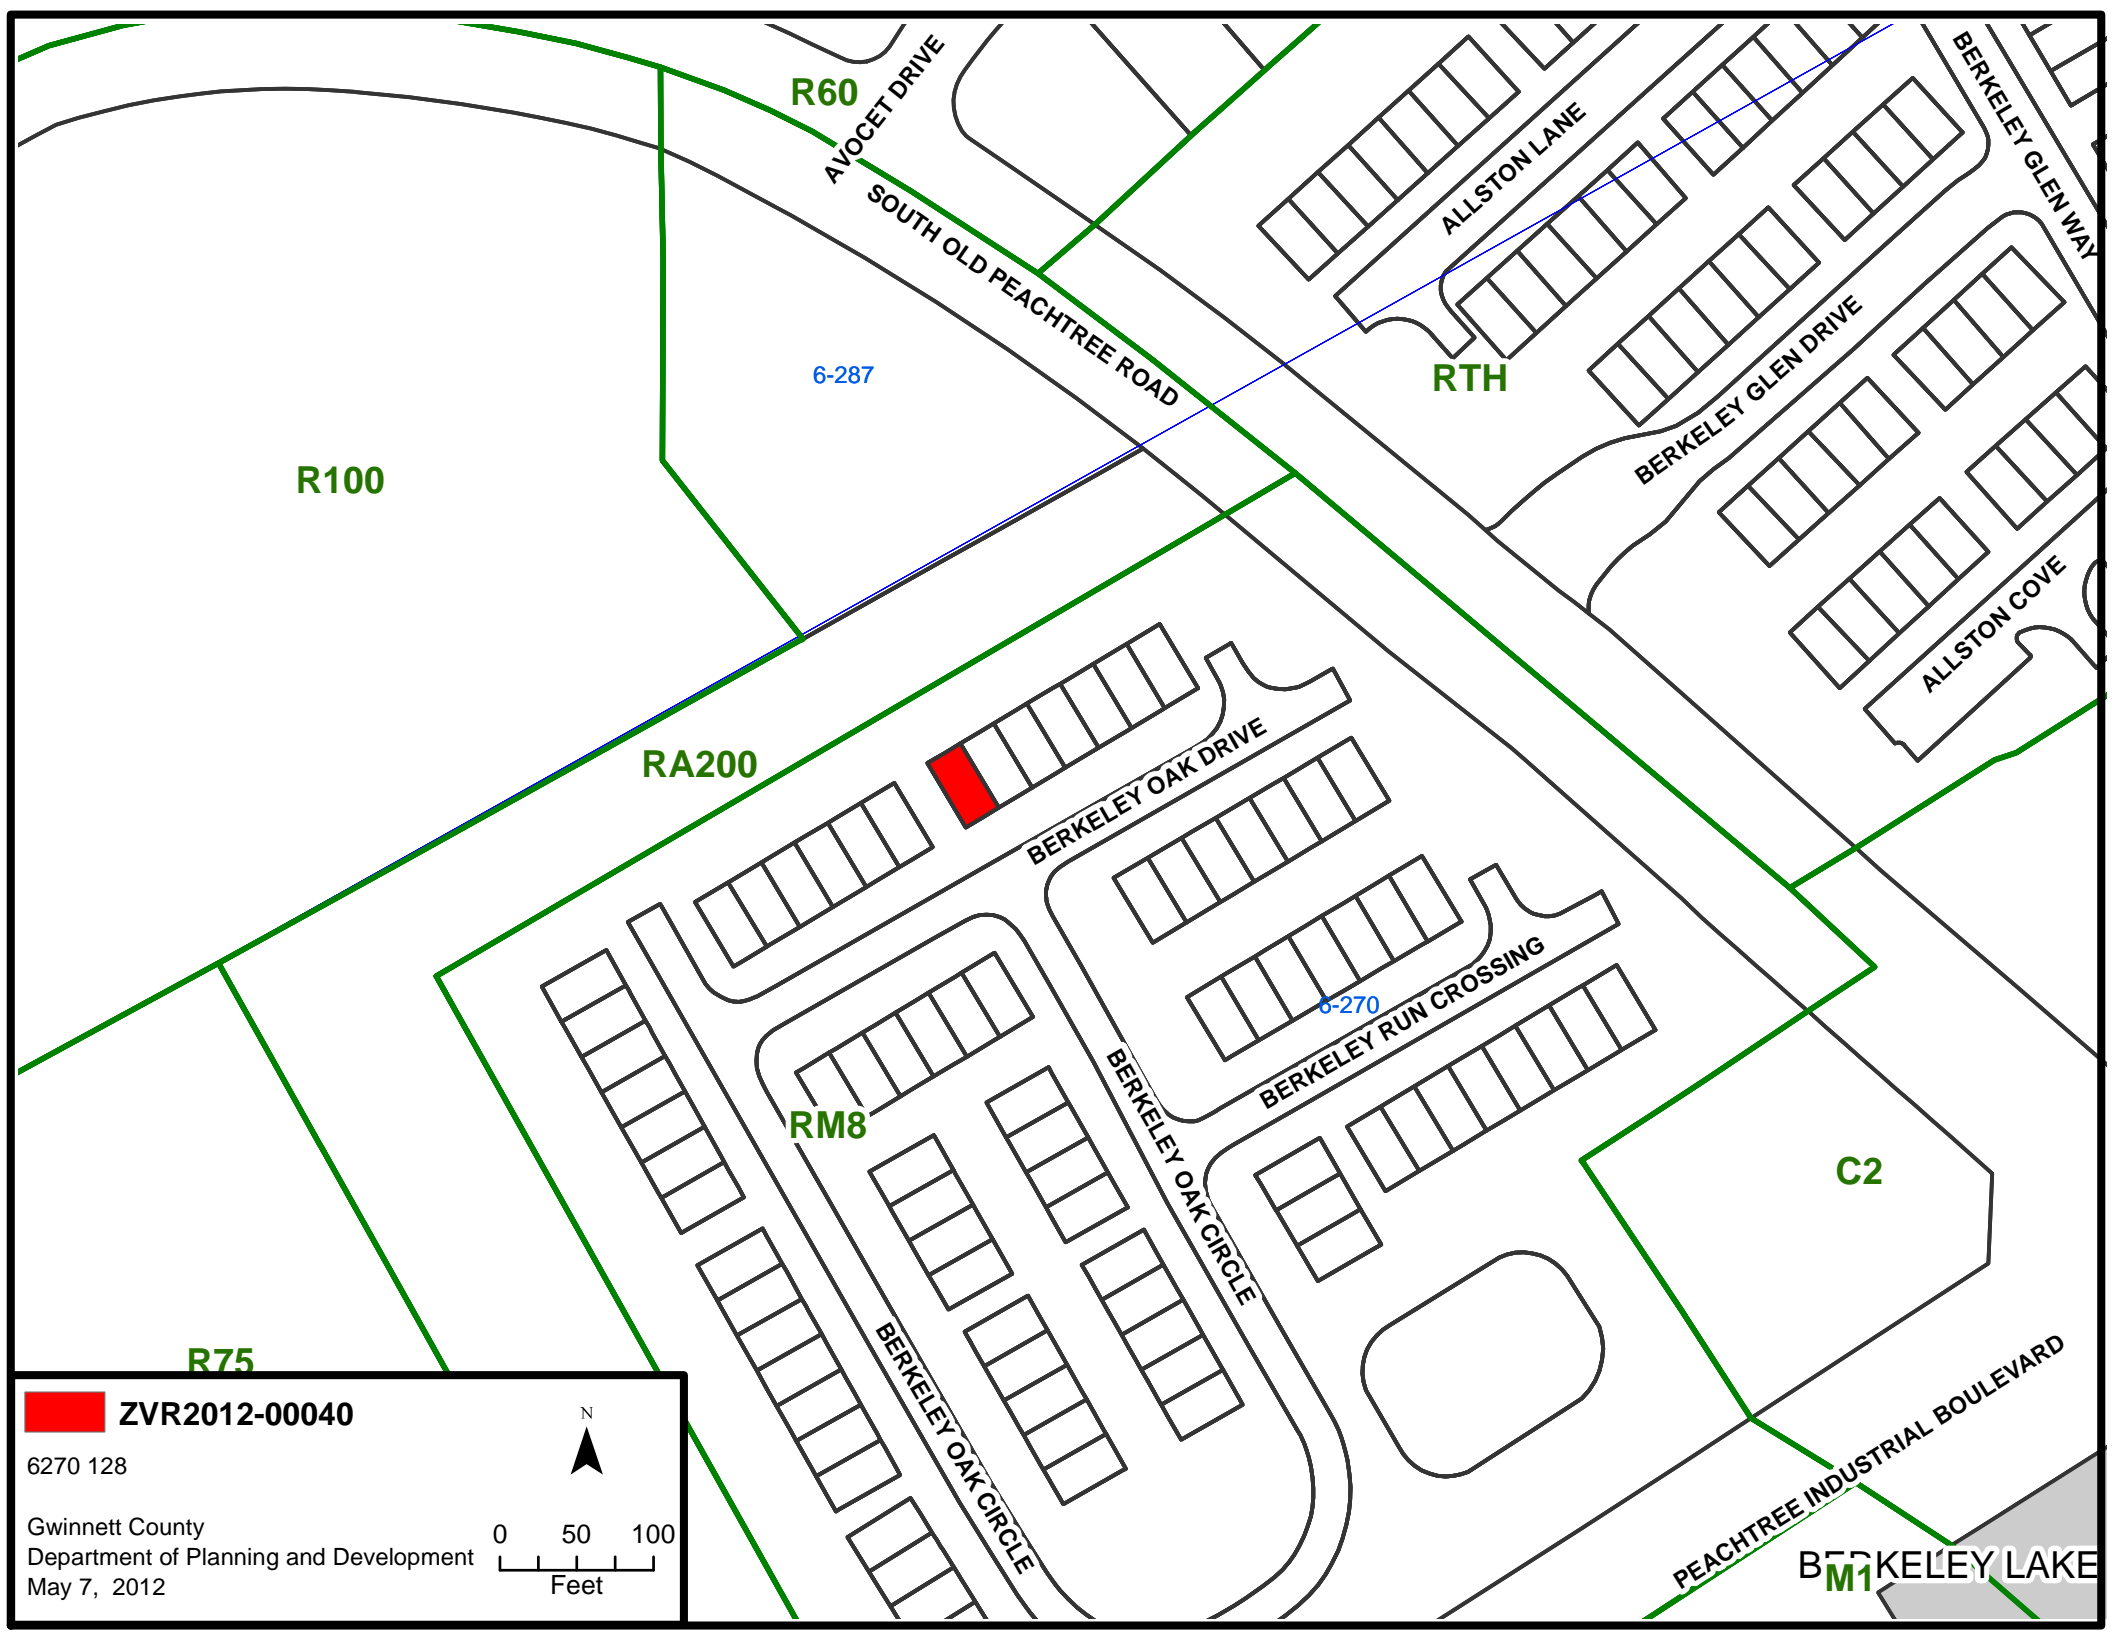 R60
AVOCET DRIVE
SOUTH OLD PEACHTREE ROAD
ALLSTON LANE
BERKELEY GLEN WAY
6-287
RTH
BERKELEY GLEN DRIVE
R100
ALLSTON COVE
RA200
BERKELEY OAK DRIVE
6-270
BERKELEY RUN CROSSING
RM8
BERKELEY OAK CIRCLE
C2
BERKELEY OAK CIRCLE
R75
PEACHTREE INDUSTRIAL BOULEVARD
BERKELEY LAKE
M1
ZVR2012-00040
N
6270 128
Gwinnett County
Department of Planning and Development
May 7, 2012
0 50 100
Feet